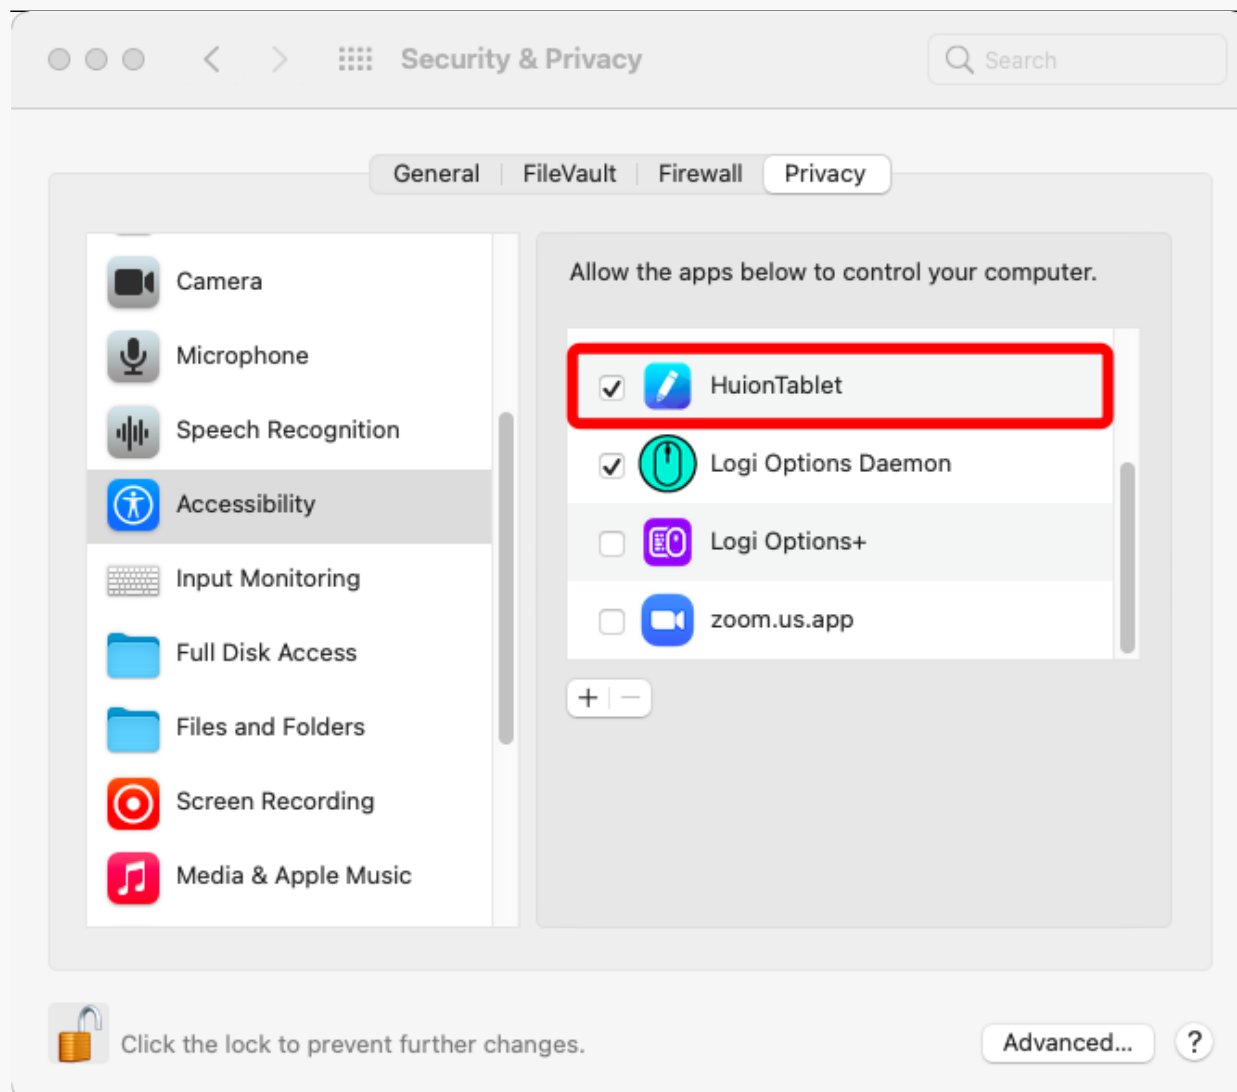 Security & Privacy
Search
General
FileVault
Firewall
Privacy
Camera
Microphone
Speech Recognition
Accessibility
Input Monitoring
Full Disk Access
Files and Folders
Screen Recording
Media & Apple Music
Allow the apps below to control your computer.
HuionTablet
Logi Options Daemon
Logi Options+
zoom.us.app
Click the lock to prevent further changes.
Advanced...
?